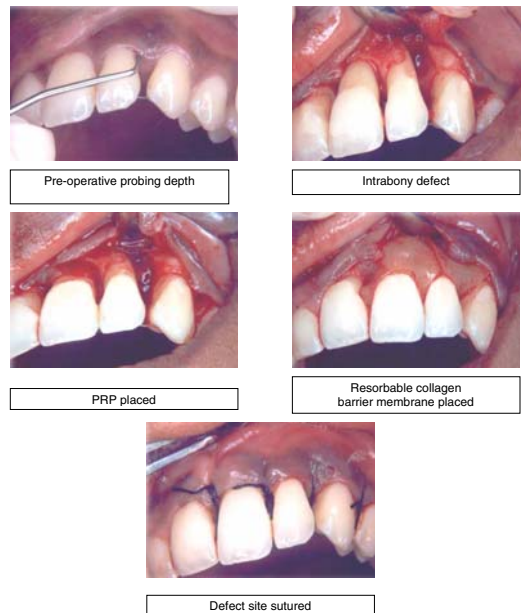 Pre-operative probing depth
Intrabony defect
PRP placed
Resorbable collagen
barrier membrane placed
Defect site sutured